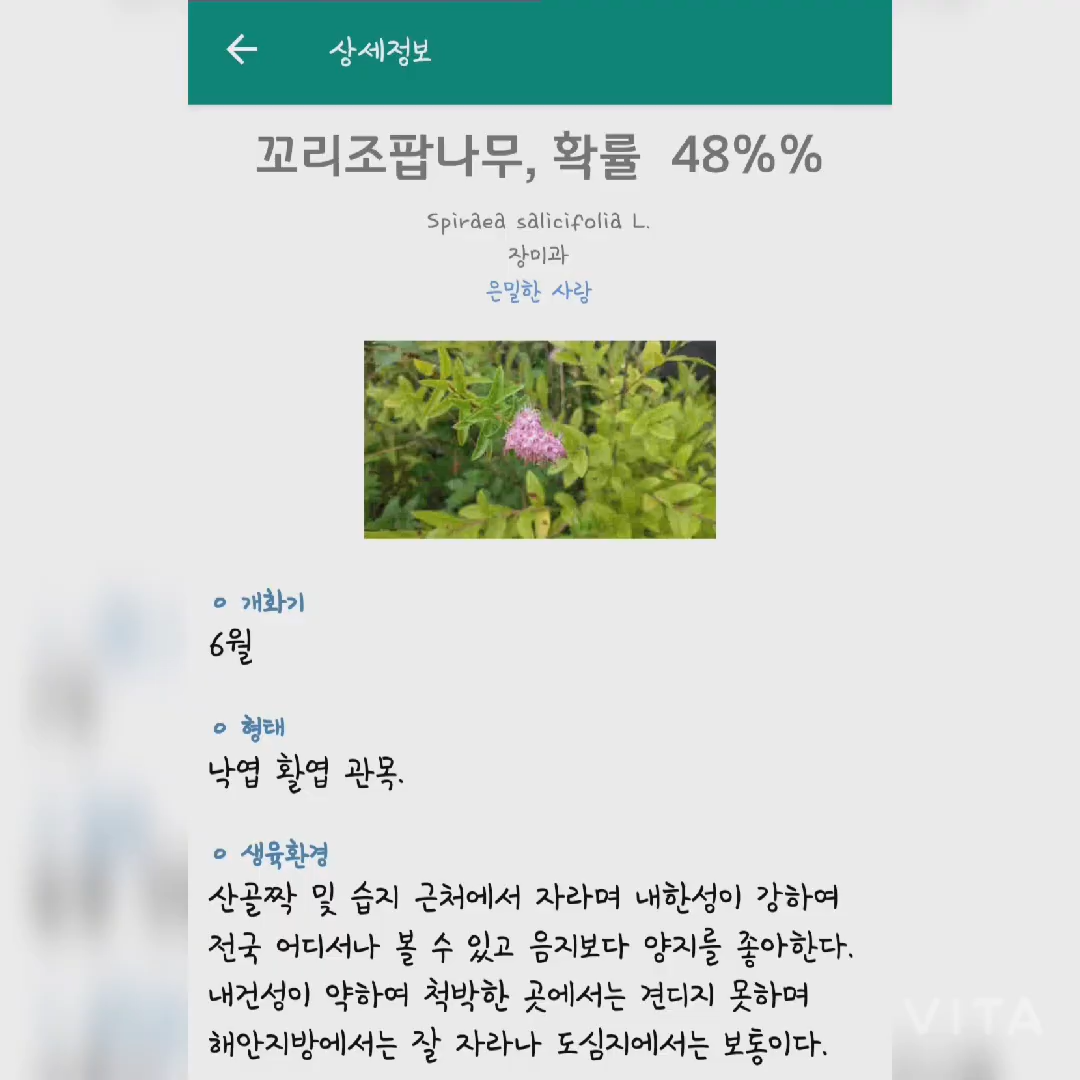 상세정보
꼬리조팝나무, 확률 48%%
Spiraea salicifolia L.
장미과
은밀한 사랑
개화기
6월
형태
낙엽 활엽 관목.
생육환경
산골짝 및 습지 근처에서 자라며 내한성이 강하여
전국 어디서나 볼 수 있고 음지보다 양지를 좋아한다.
내건성이 약하여 척박한 곳에서는 견디지 못하며
해안지방에서는 잘 자라나 도심지에서는 보통이다.
VITA